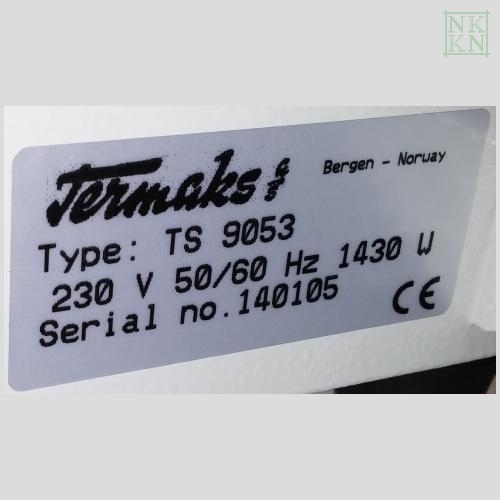 NK
KN
Termaks A/S
Bergen - Norway
Type: TS 9053
230 V 50/60 Hz 1430 W
Serial no.140105
CE